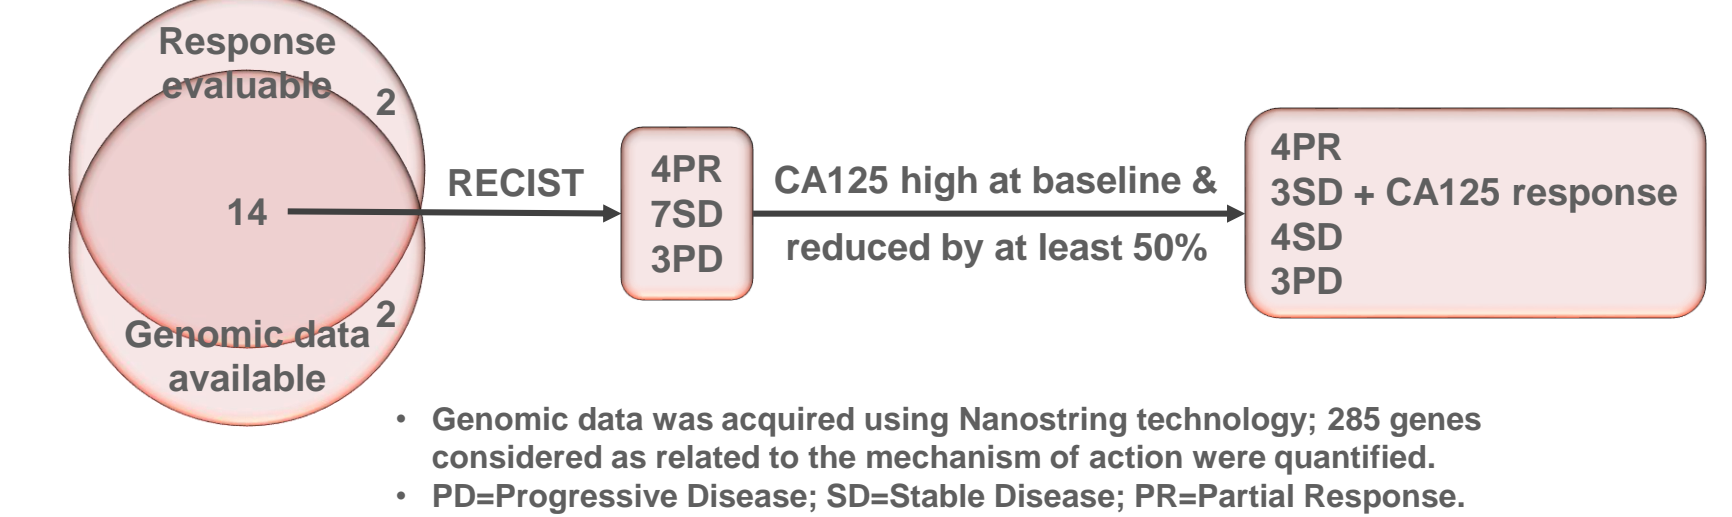 Response
evaluable
2
14
2
Genomic data
available
RECIST
4PR
7SD
3PD
CA125 high at baseline &
reduced by at least 50%
4PR
3SD + CA125 response
4SD
3PD
• Genomic data was acquired using Nanostring technology; 285 genes
considered as related to the mechanism of action were quantified.
• PD=Progressive Disease; SD=Stable Disease; PR=Partial Response.